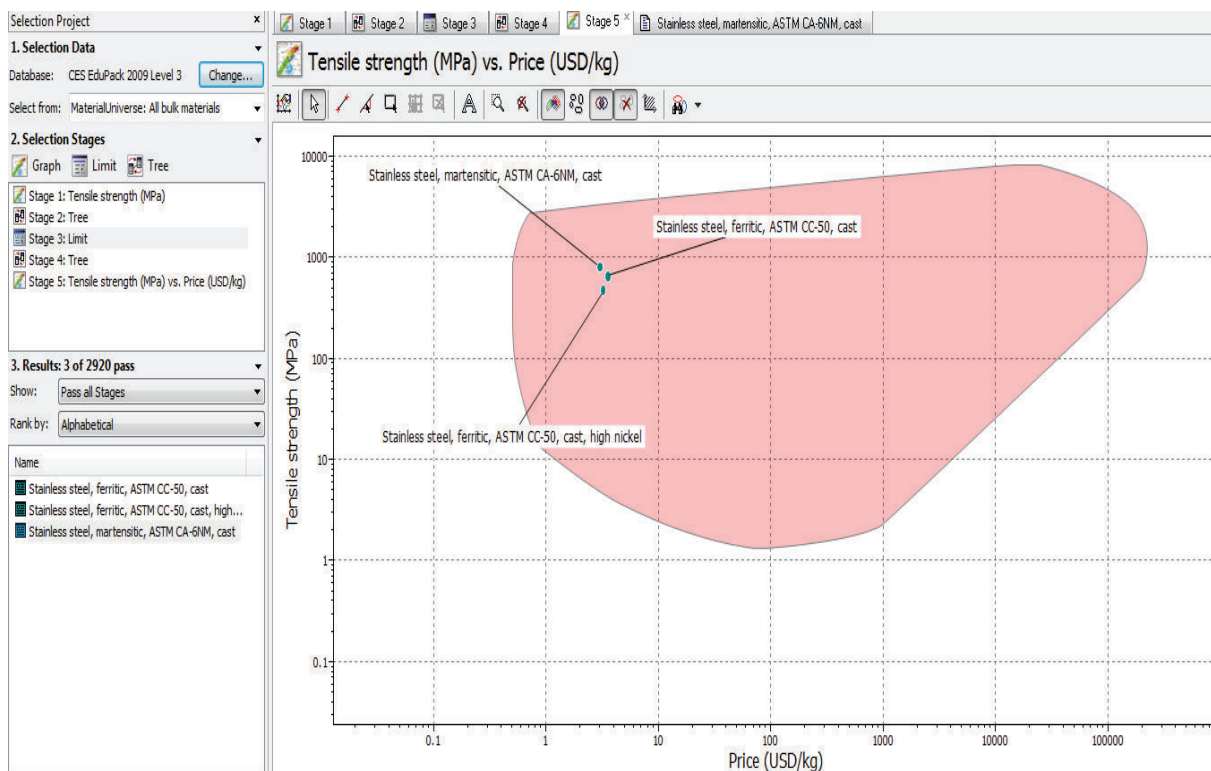 Selection Project x
1. Selection Data
Database: CES EduPack 2009 Level 3 Change...
Select from: MaterialUniverse: All bulk materials
2. Selection Stages
Graph Limit Tree
Stage 1: Tensile strength (MPa)
Stage 2: Tree
Stage 3: Limit
Stage 4: Tree
Stage 5: Tensile strength (MPa) vs. Price (USD/kg)
3. Results: 3 of 2920 pass
Show: Pass all Stages
Rank by: Alphabetical
Name
Stainless steel, ferritic, ASTM CC-50, cast
Stainless steel, ferritic, ASTM CC-50, cast, high...
Stainless steel, martensitic, ASTM CA-6NM, cast
Stage 1 Stage 2 Stage 3 Stage 4 Stage 5 x Stainless steel, martensitic, ASTM CA-6NM, cast
Tensile strength (MPa) vs. Price (USD/kg)
A
10000
Stainless steel, martensitic, ASTM CA-6NM, cast
Stainless steel, ferritic, ASTM CC-50, cast
1000
100
Stainless steel, ferritic, ASTM CC-50, cast, high nickel
10
1
0.1
Tensile strength (MPa)
0.1 1 10 100 1000 10000 100000
Price (USD/kg)